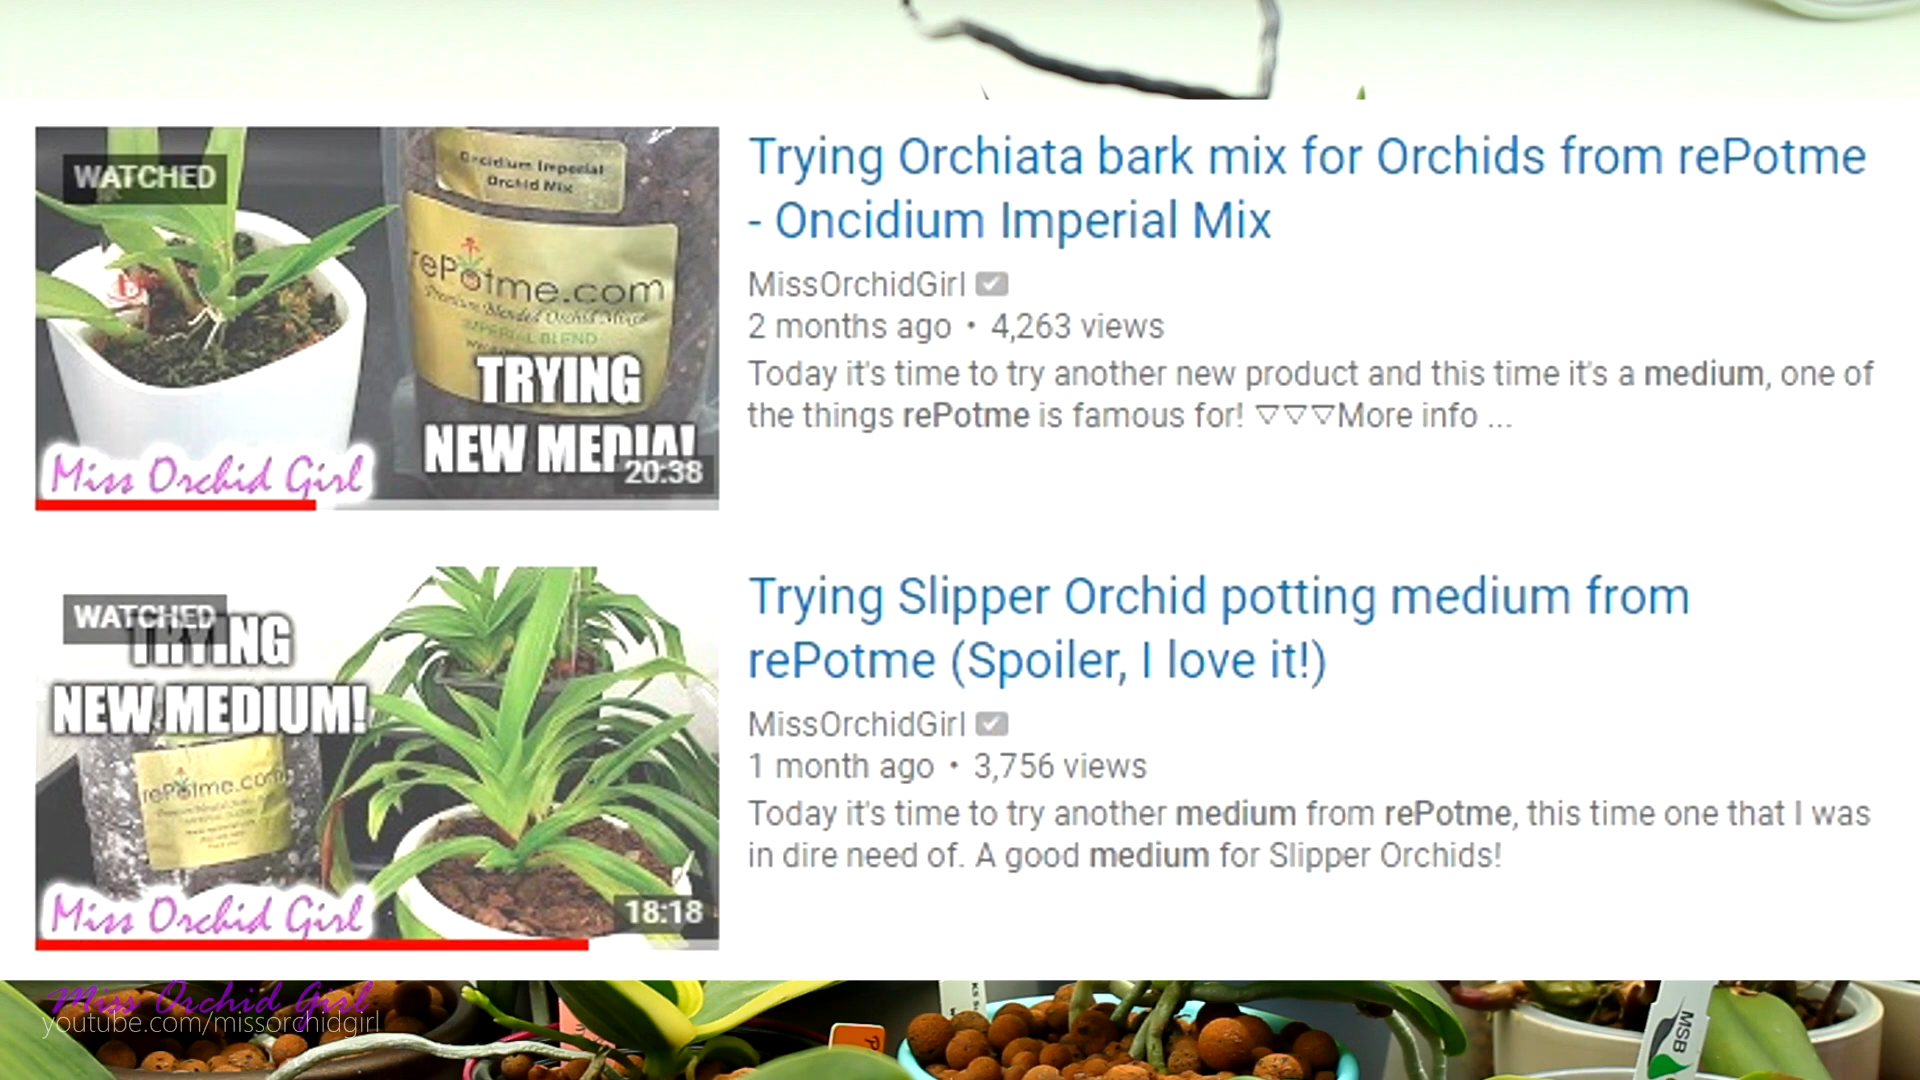 WATCHED
Oncidium Imperial
Orchid Mix
rePotme.com
Premium Blended Orchid Mixes
IMPERIAL BLEND
TRYING
NEW MEDIA!
20:38
Miss Orchid Girl
Trying Orchiata bark mix for Orchids from rePotme
- Oncidium Imperial Mix
MissOrchidGirl
2 months ago • 4,263 views
Today it's time to try another new product and this time it's a medium, one of
the things rePotme is famous for! ▽▽▽More info ...
WATCHED
TRYING
NEW MEDIUM!
rePotme.com
18:18
Miss Orchid Girl
Trying Slipper Orchid potting medium from
rePotme (Spoiler, I love it!)
MissOrchidGirl
1 month ago • 3,756 views
Today it's time to try another medium from rePotme, this time one that I was
in dire need of. A good medium for Slipper Orchids!
Miss Orchid Girl
youtube.com/missorchidgirl
MSB